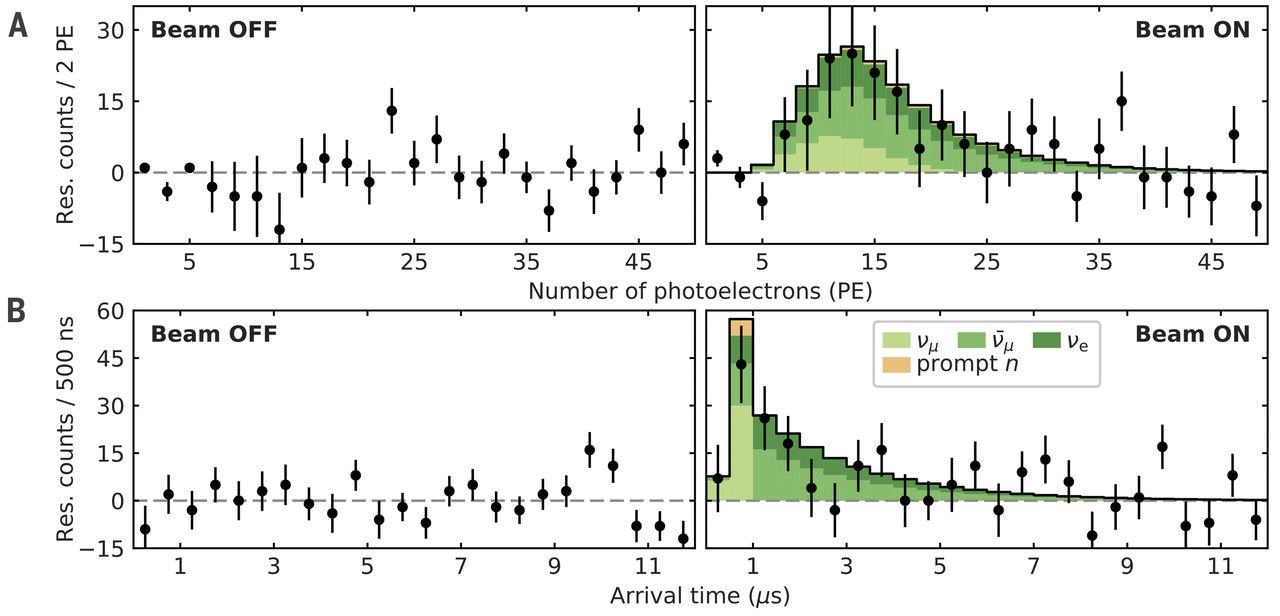 A
Res. counts / 2 PE
30
15
0
−15
Beam OFF
Beam ON
5 15 25 35 45
5 15 25 35 45
Number of photoelectrons (PE)
B
Res. counts / 500 ns
60
45
30
15
0
−15
Beam OFF
Beam ON
νμ ν̄μ νe
prompt n
1 3 5 7 9 11
1 3 5 7 9 11
Arrival time (μs)